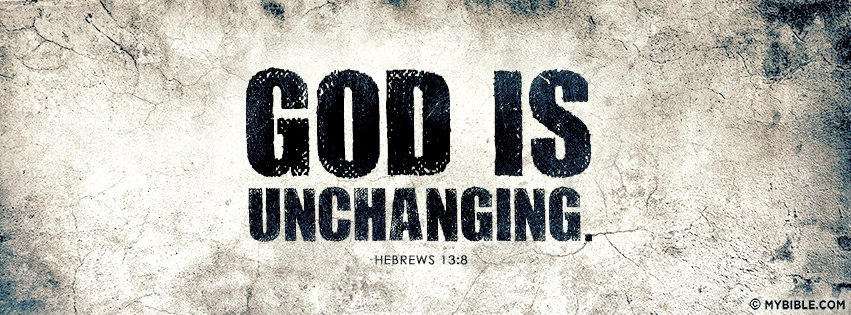 GOD IS
UNCHANGING.
HEBREWS 13:8
© MYBIBLE.COM